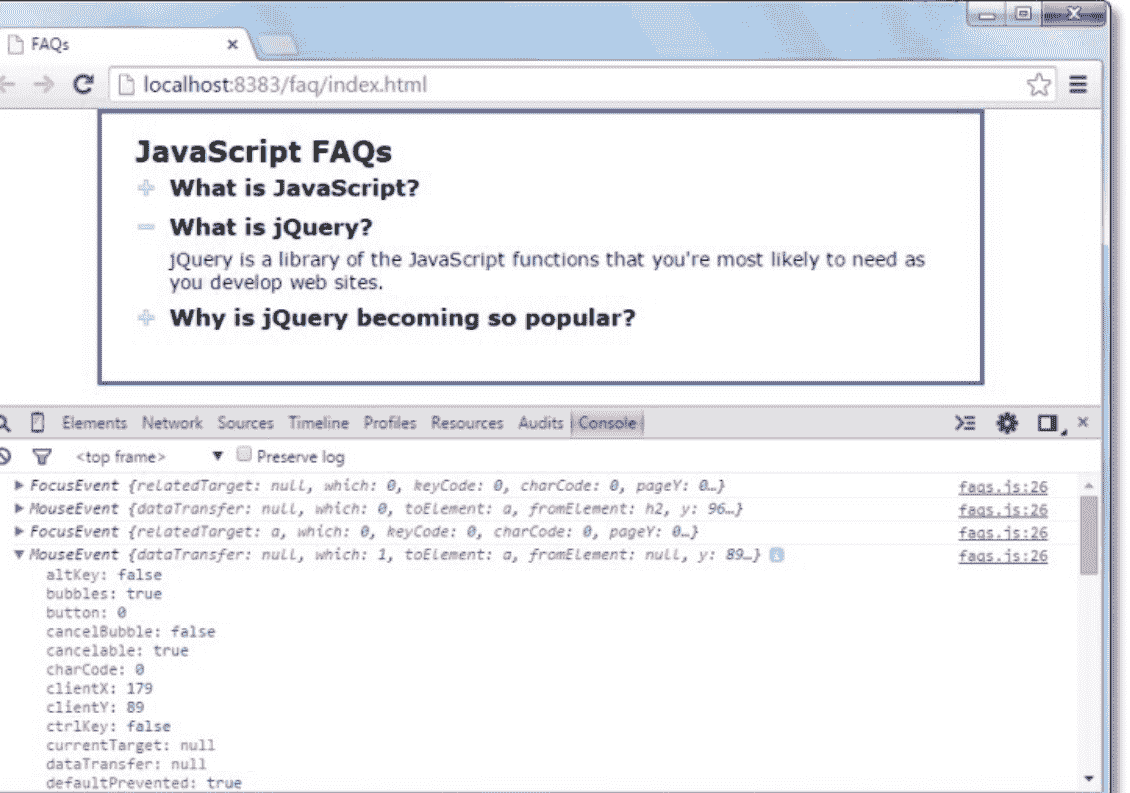 FAQs
localhost:8383/faq/index.html
JavaScript FAQs
What is JavaScript?
What is jQuery?
jQuery is a library of the JavaScript functions that you're most likely to need as
you develop web sites.
Why is jQuery becoming so popular?
Elements Network Sources Timeline Profiles Resources Audits Console
<top frame> Preserve log
FocusEvent {relatedTarget: null, which: 0, keyCode: 0, charCode: 0, pageY: 0…} faqs.js:26
MouseEvent {dataTransfer: null, which: 0, toElement: a, fromElement: h2, y: 96…} faqs.js:26
FocusEvent {relatedTarget: a, which: 0, keyCode: 0, charCode: 0, pageY: 0…} faqs.js:26
MouseEvent {dataTransfer: null, which: 1, toElement: a, fromElement: null, y: 89…} faqs.js:26
altKey: false
bubbles: true
button: 0
cancelBubble: false
cancelable: true
charCode: 0
clientX: 179
clientY: 89
ctrlKey: false
currentTarget: null
dataTransfer: null
defaultPrevented: true